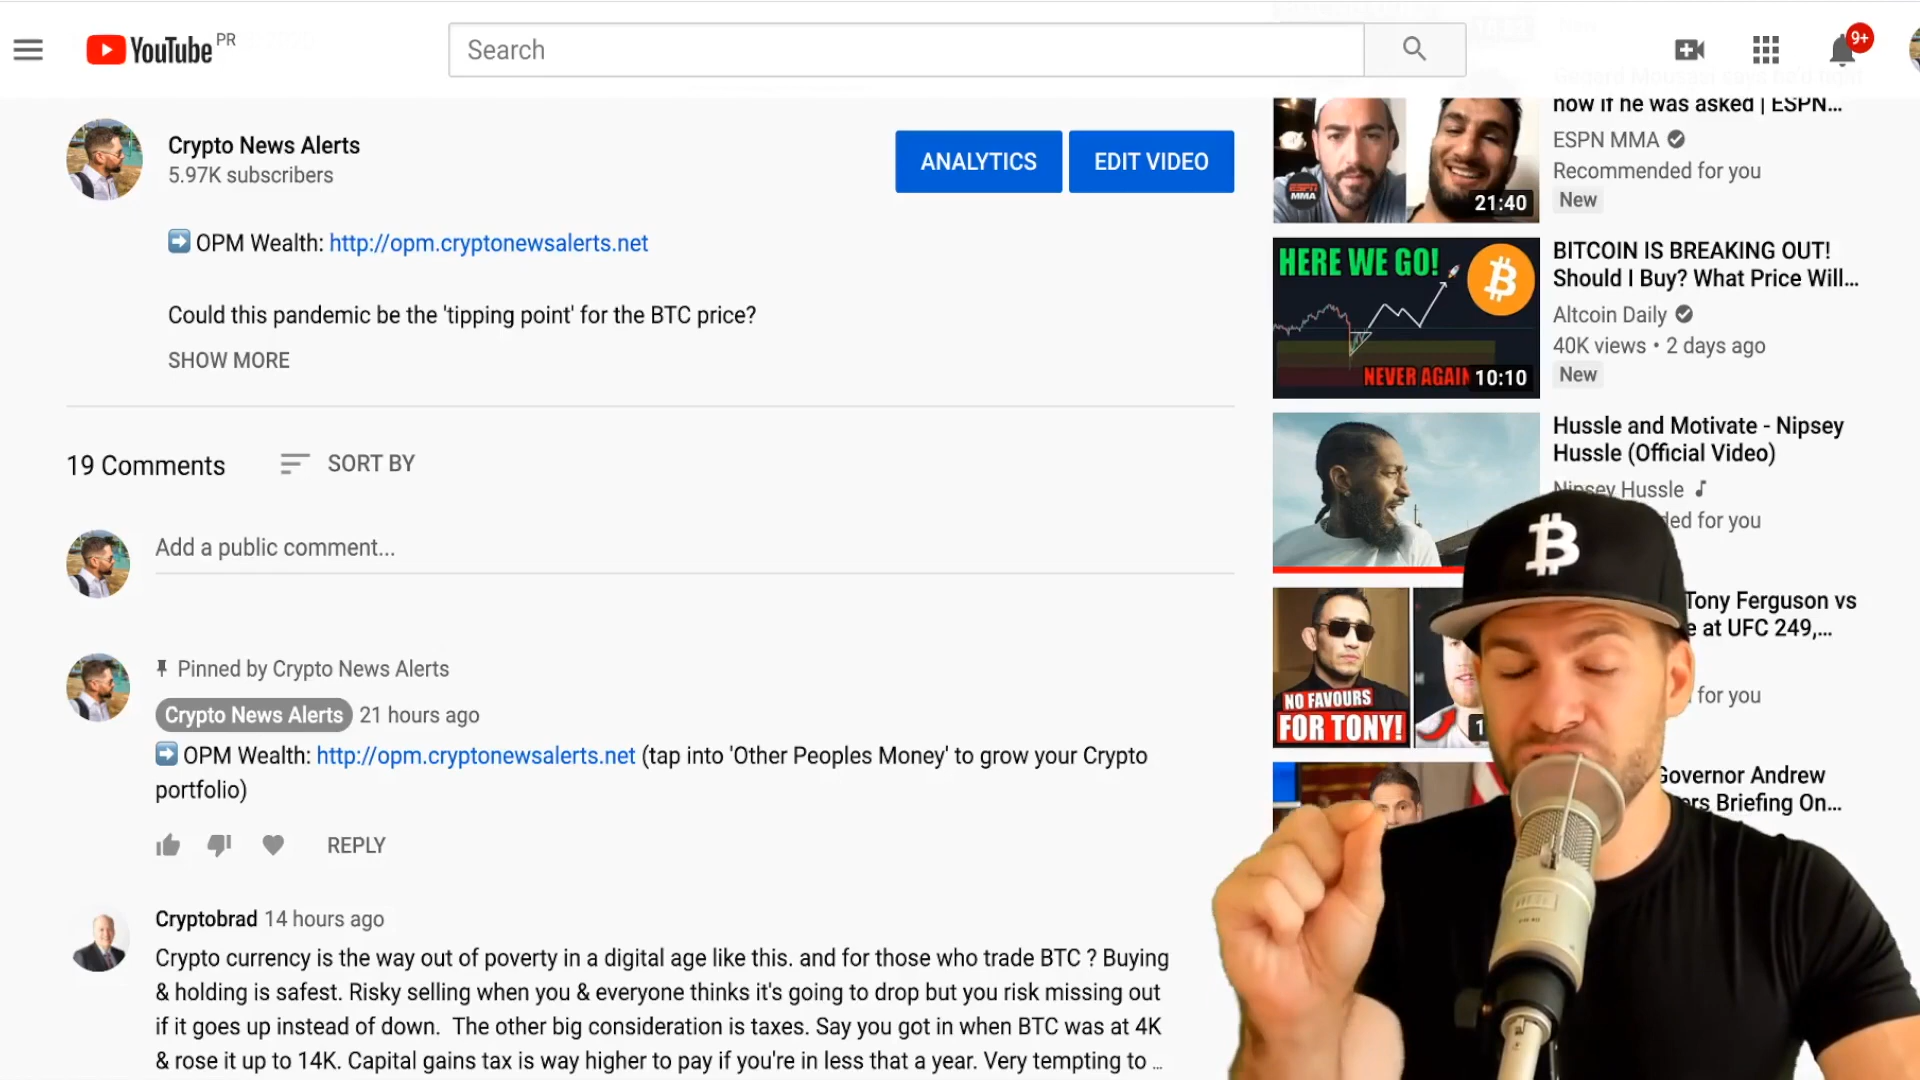 YouTube PR
Search
9+
Crypto News Alerts
5.97K subscribers
ANALYTICS
EDIT VIDEO
OPM Wealth: http://opm.cryptonewsalerts.net
Could this pandemic be the 'tipping point' for the BTC price?
SHOW MORE
19 Comments
SORT BY
Add a public comment...
Pinned by Crypto News Alerts
Crypto News Alerts 21 hours ago
OPM Wealth: http://opm.cryptonewsalerts.net (tap into 'Other Peoples Money' to grow your Crypto
portfolio)
REPLY
Cryptobrad 14 hours ago
Crypto currency is the way out of poverty in a digital age like this. and for those who trade BTC ? Buying
& holding is safest. Risky selling when you & everyone thinks it's going to drop but you risk missing out
if it goes up instead of down. The other big consideration is taxes. Say you got in when BTC was at 4K
& rose it up to 14K. Capital gains tax is way higher to pay if you're in less that a year. Very tempting to ...
ESPN
MMA
21:40
now if he was asked | ESPN...
ESPN MMA
Recommended for you
New
HERE WE GO!
NEVER AGAIN
10:10
BITCOIN IS BREAKING OUT!
Should I Buy? What Price Will...
Altcoin Daily
40K views • 2 days ago
New
Hussle and Motivate - Nipsey
Hussle (Official Video)
Nipsey Hussle
for you
NO FAVOURS
FOR TONY!
Tony Ferguson vs
at UFC 249,...
for you
Governor Andrew
Briefing On...